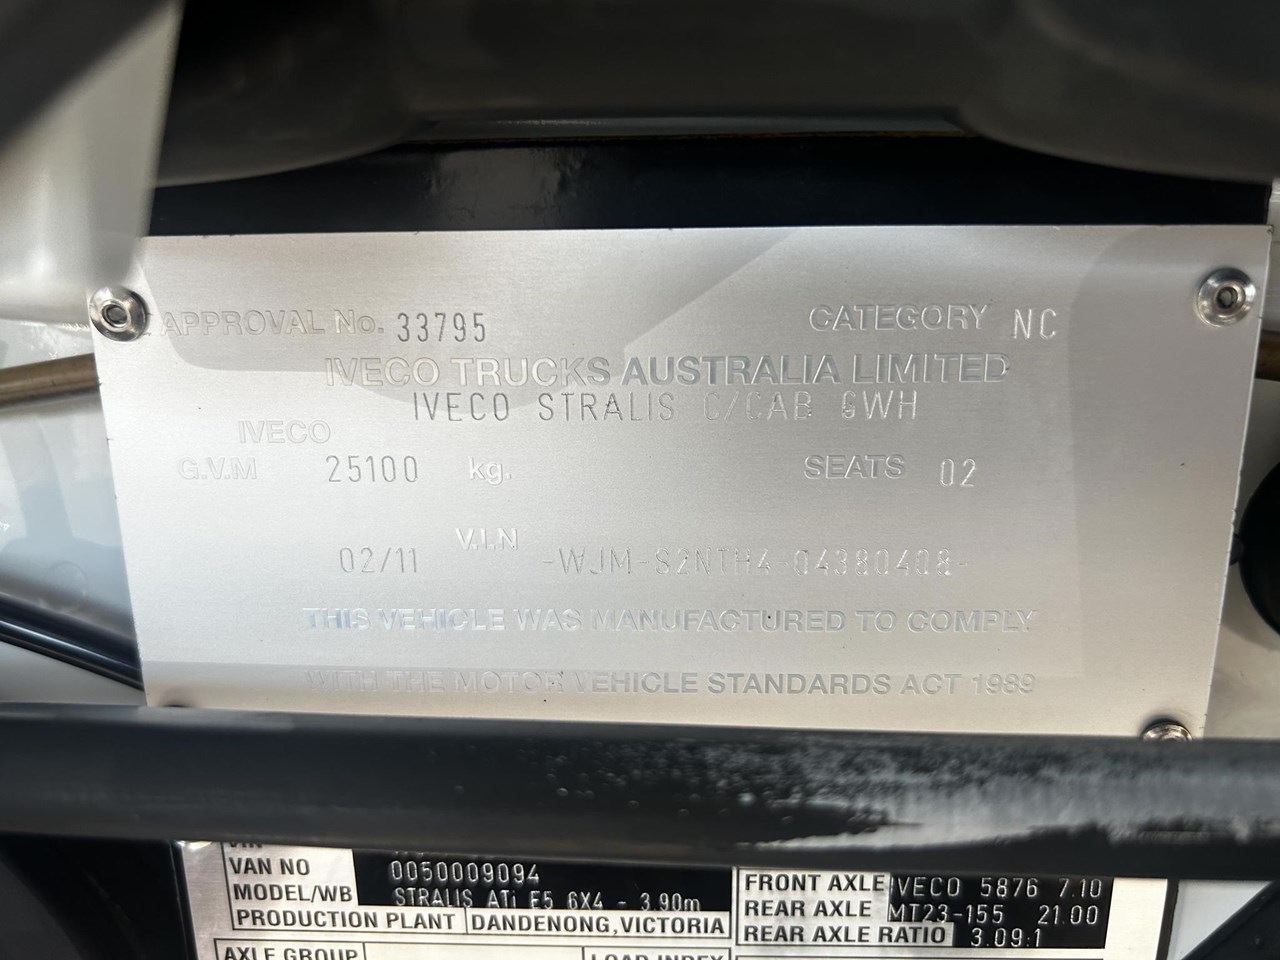 APPROVAL No. 33795 CATEGORY NC
IVECO TRUCKS AUSTRALIA LIMITED
IVECO STRALIS C/CAB GWH
IVECO
G.V.M 25100 kg. SEATS 02
V.I.N
02/11 -WJM-S2NTH4-04380408-
THIS VEHICLE WAS MANUFACTURED TO COMPLY
WITH THE MOTOR VEHICLE STANDARDS ACT 1989
VAN NO 0050009094
MODEL/WB STRALIS ATi E5 6X4 - 3.90m
PRODUCTION PLANT DANDENONG,VICTORIA
FRONT AXLE IVECO 5876 7.10
REAR AXLE MT23-155 21.00
REAR AXLE RATIO 3.09:1
AXLE GROUP LOAD INDEX